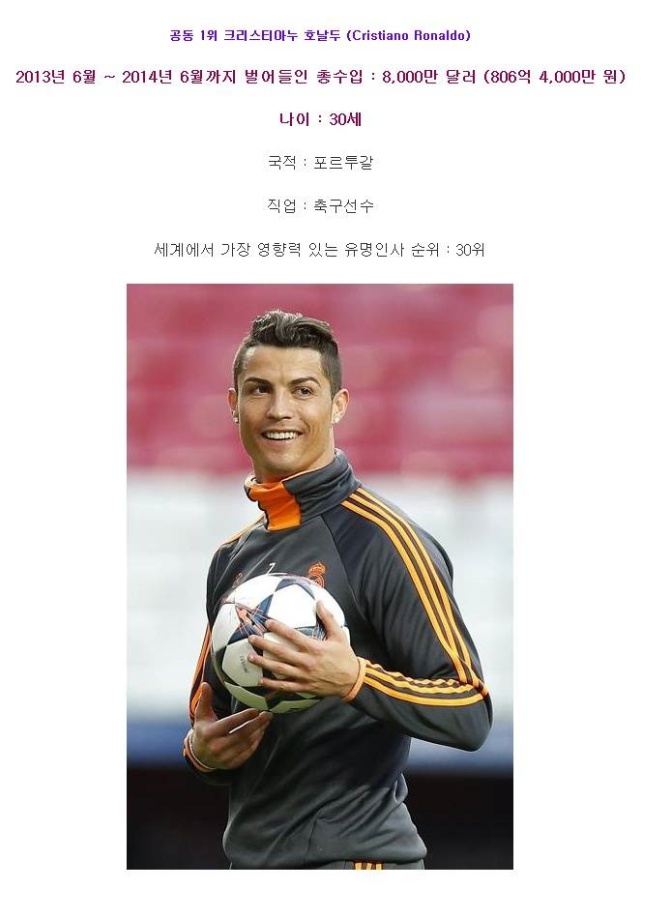 공동 1위 크리스티아누 호날두 (Cristiano Ronaldo)
2013년 6월 ~ 2014년 6월까지 벌어들인 총수입 : 8,000만 달러 (806억 4,000만 원)
나이 : 30세
국적 : 포르투갈
직업 : 축구선수
세계에서 가장 영향력 있는 유명인사 순위 : 30위
7